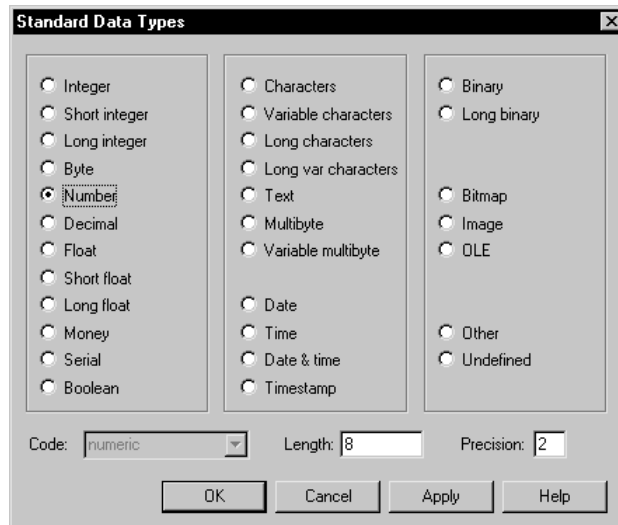 Standard Data Types
Integer
Short integer
Long integer
Byte
Number
Decimal
Float
Short float
Long float
Money
Serial
Boolean
Characters
Variable characters
Long characters
Long var characters
Text
Multibyte
Variable multibyte
Date
Time
Date & time
Timestamp
Binary
Long binary
Bitmap
Image
OLE
Other
Undefined
Code: numeric Length: 8 Precision: 2
OK Cancel Apply Help